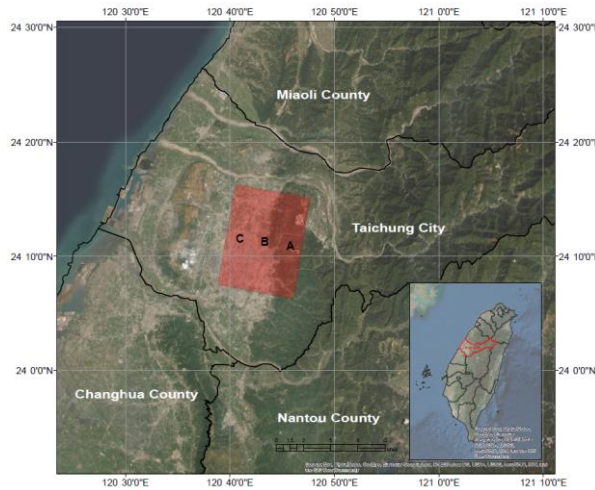 120 30'0"E 120 40'0"E 120 50'0"E 121 0'0"E 121 10'0"E
24 30'0"N 24 30'0"N
Miaoli County
24 20'0"N 24 20'0"N
Taichung City
C B A
24 10'0"N 24 10'0"N
24 0'0"N 24 0'0"N
Changhua County
Nantou County
120 30'0"E 120 40'0"E 120 50'0"E 121 0'0"E 121 10'0"E